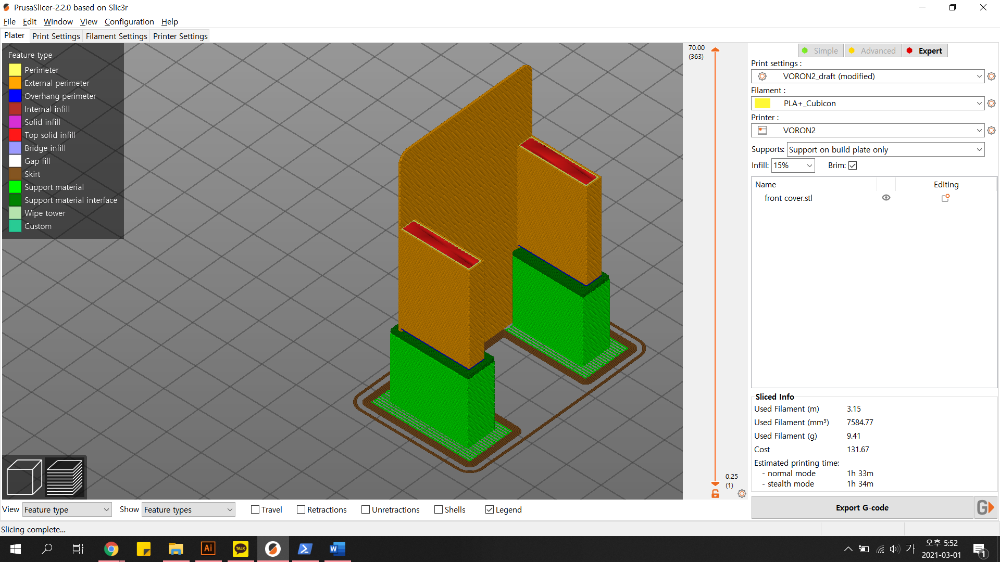 PrusaSlicer-2.2.0 based on Slic3r
File Edit Window View Configuration Help
Plater Print Settings Filament Settings Printer Settings
Feature type
Perimeter
External perimeter
Overhang perimeter
Internal infill
Solid infill
Top solid infill
Bridge infill
Gap fill
Skirt
Support material
Support material interface
Wipe tower
Custom
70.00
(363)
0.25
(1)
Simple Advanced Expert
Print settings :
VORON2_draft (modified)
Filament :
PLA+_Cubicon
Printer :
VORON2
Supports: Support on build plate only
Infill: 15% Brim:
Name Editing
front cover.stl
Sliced Info
Used Filament (m) 3.15
Used Filament (mm³) 7584.77
Used Filament (g) 9.41
Cost 131.67
Estimated printing time:
- normal mode 1h 33m
- stealth mode 1h 34m
Export G-code
G
View Feature type Show Feature types Travel Retractions Unretractions Shells Legend
Slicing complete...
Ai
TALK
W
가
오후 5:52
2021-03-01
1